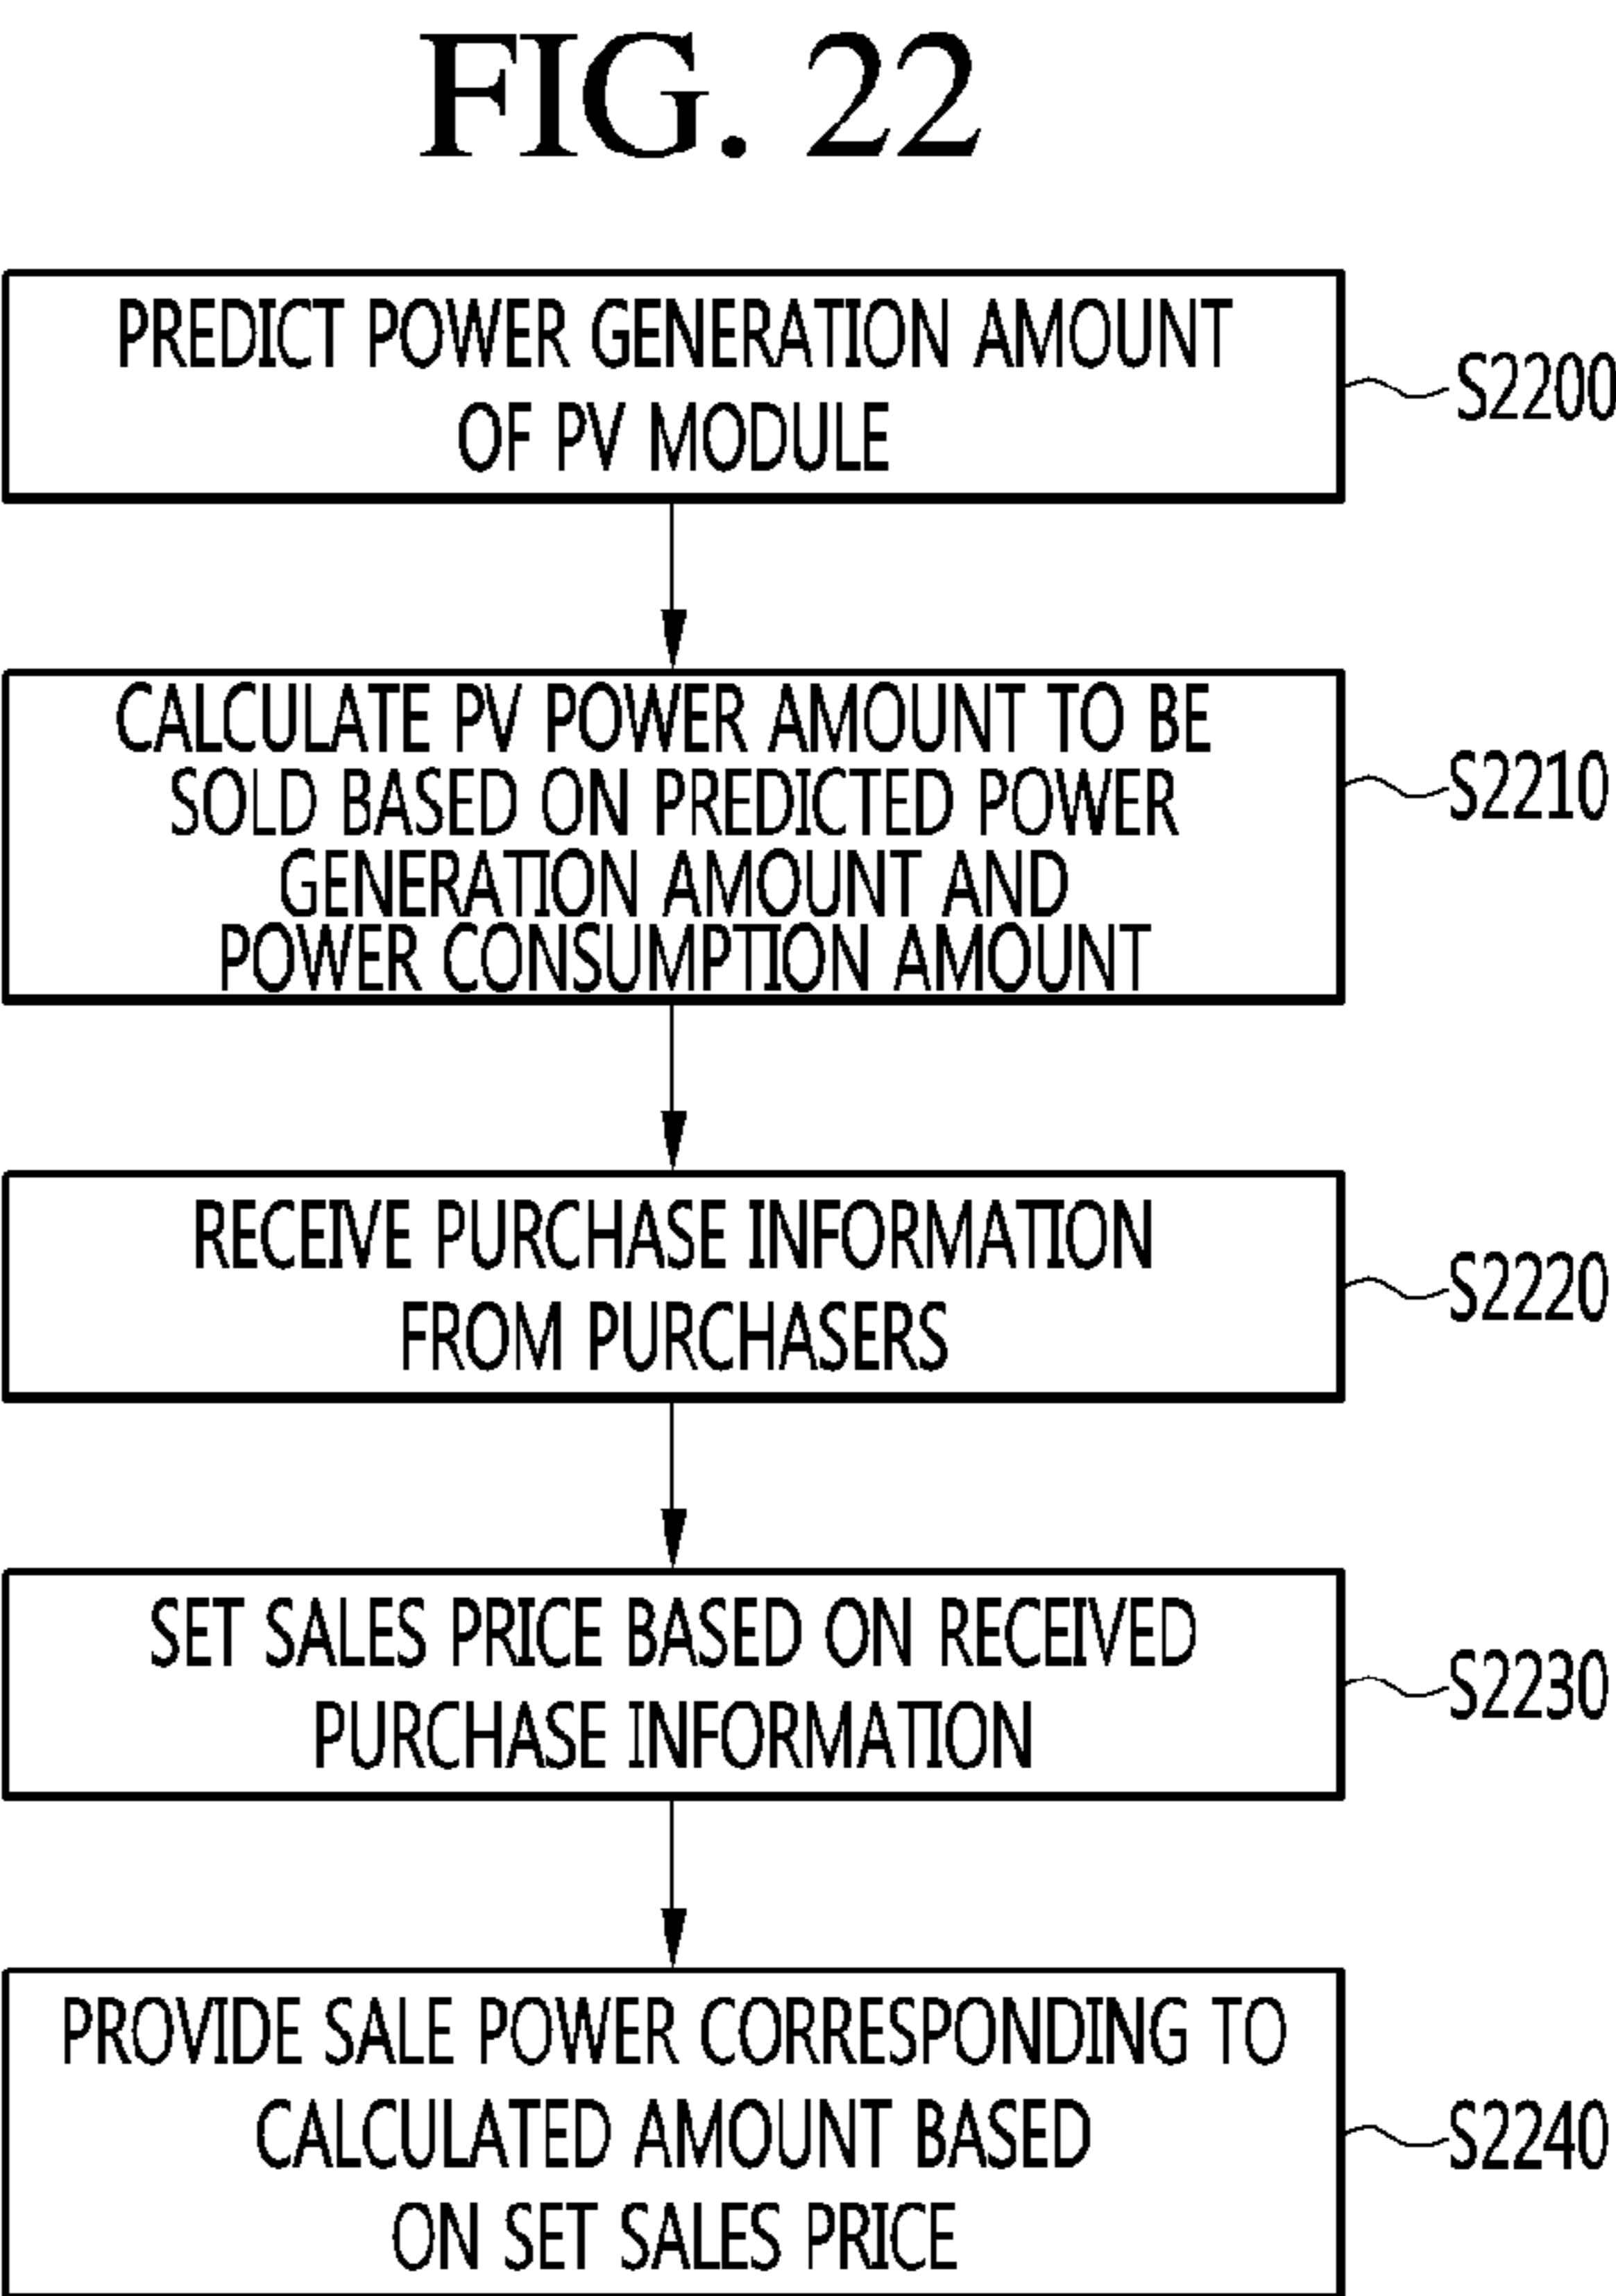 FIG. 22
PREDICT POWER GENERATION AMOUNT
OF PV MODULE
S2200
CALCULATE PV POWER AMOUNT TO BE
SOLD BASED ON PREDICTED POWER
GENERATION AMOUNT AND
POWER CONSUMPTION AMOUNT
S2210
RECEIVE PURCHASE INFORMATION
FROM PURCHASERS
S2220
SET SALES PRICE BASED ON RECEIVED
PURCHASE INFORMATION
S2230
PROVIDE SALE POWER CORRESPONDING TO
CALCULATED AMOUNT BASED
ON SET SALES PRICE
S2240